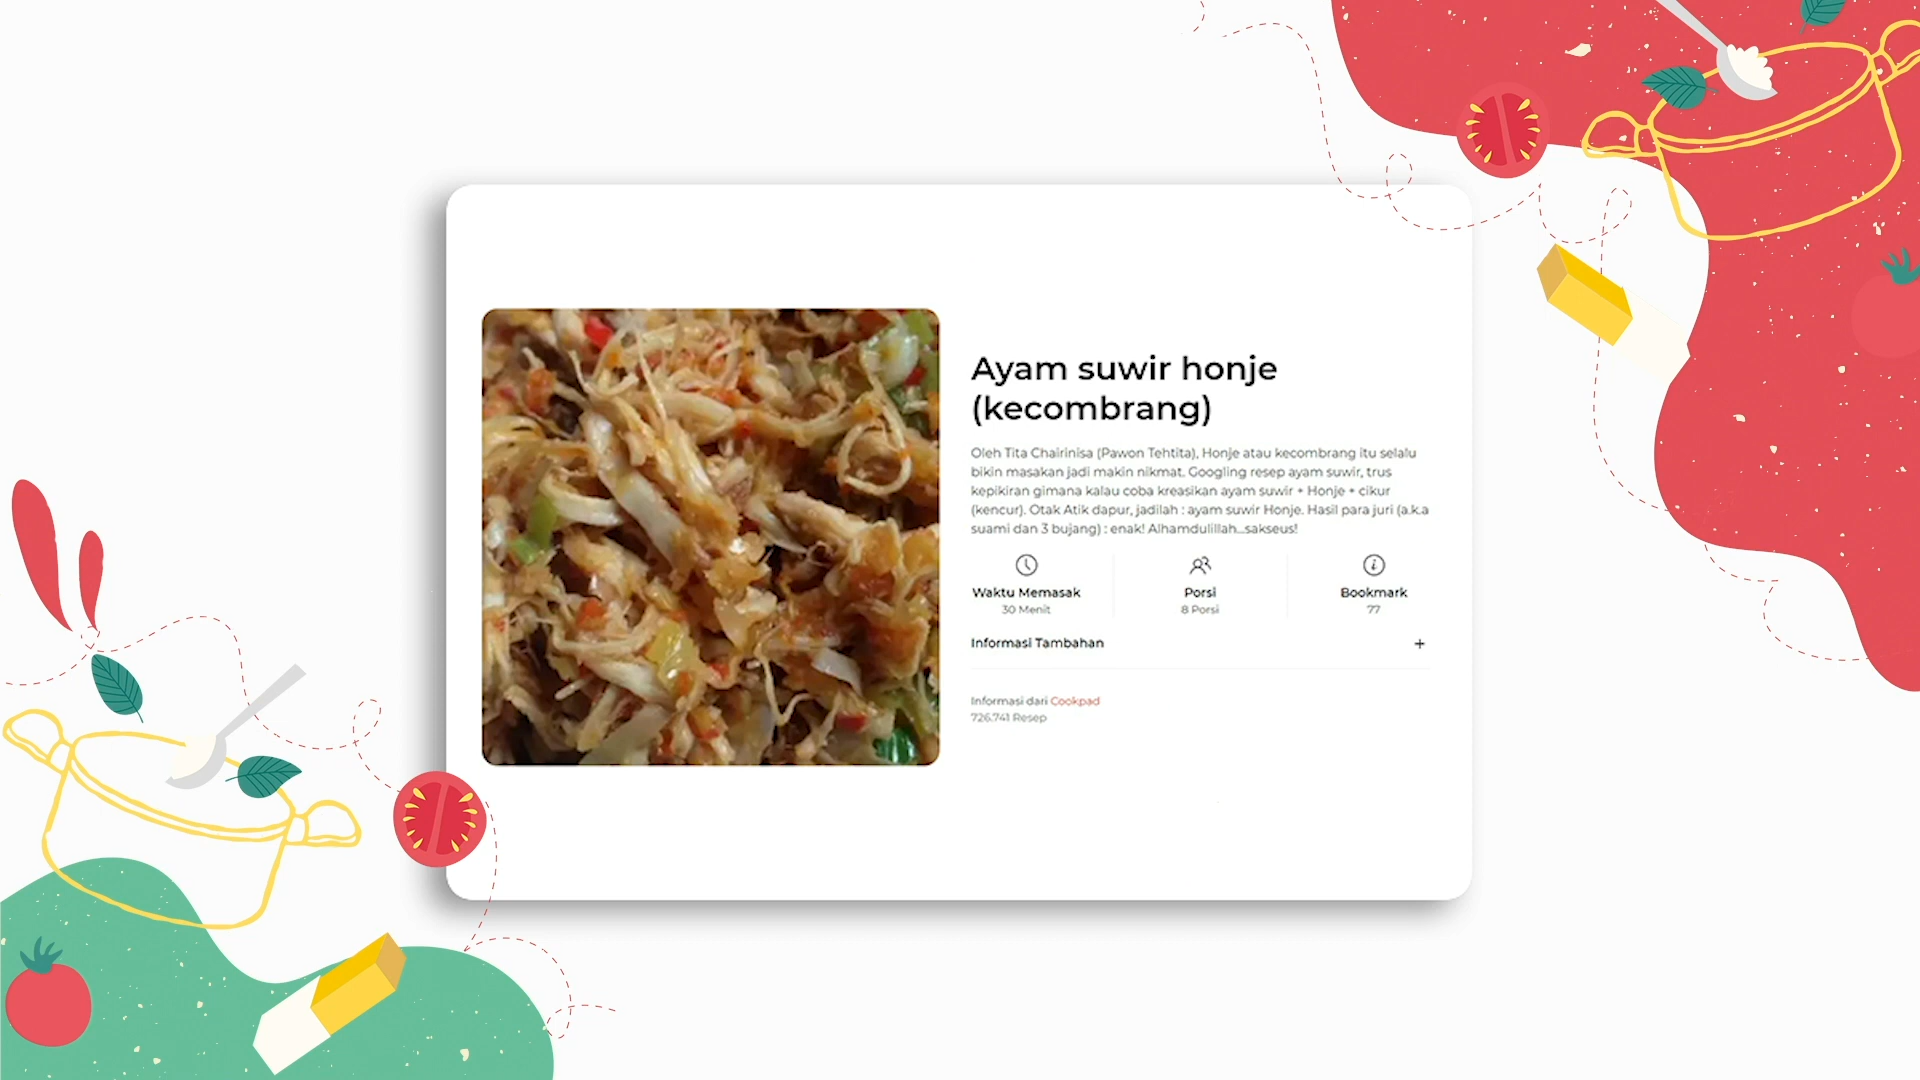 Ayam suwir honje
(kecombrang)
Oleh Tita Chairinisa (Pawon Tehtita), Honje atau kecombrang itu selalu
bikin masakan jadi makin nikmat. Googling resep ayam suwir, trus
kepikiran gimana kalau coba kreasikan ayam suwir + Honje + cikur
(kencur). Otak Atik dapur, jadilah : ayam suwir Honje. Hasil para juri (a.k.a
suami dan 3 bujang) : enak! Alhamdulillah...sakseus!
Waktu Memasak Porsi Bookmark
30 Menit 8 Porsi 77
Informasi Tambahan +
Informasi dari Cookpad
726.741 Resep